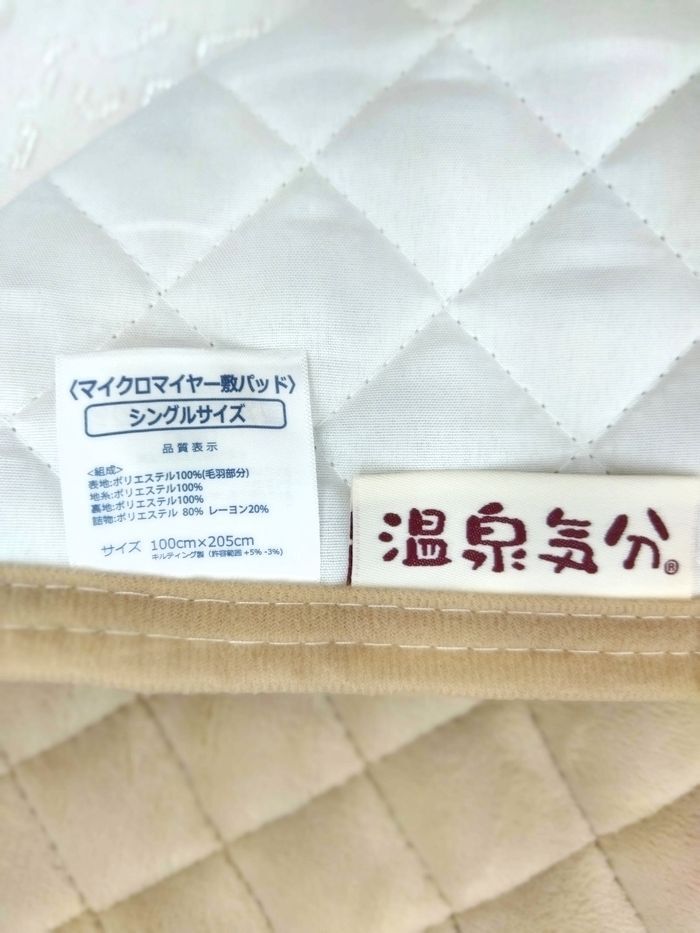 〈マイクロマイヤー敷パッド〉
シングルサイズ
品質表示
<組成>
表地:ポリエステル100%(毛羽部分)
地糸:ポリエステル100%
裏地:ポリエステル100%
詰物:ポリエステル 80% レーヨン20%
サイズ 100cm×205cm
キルティング製（許容範囲 +5% -3%）
温泉気分®